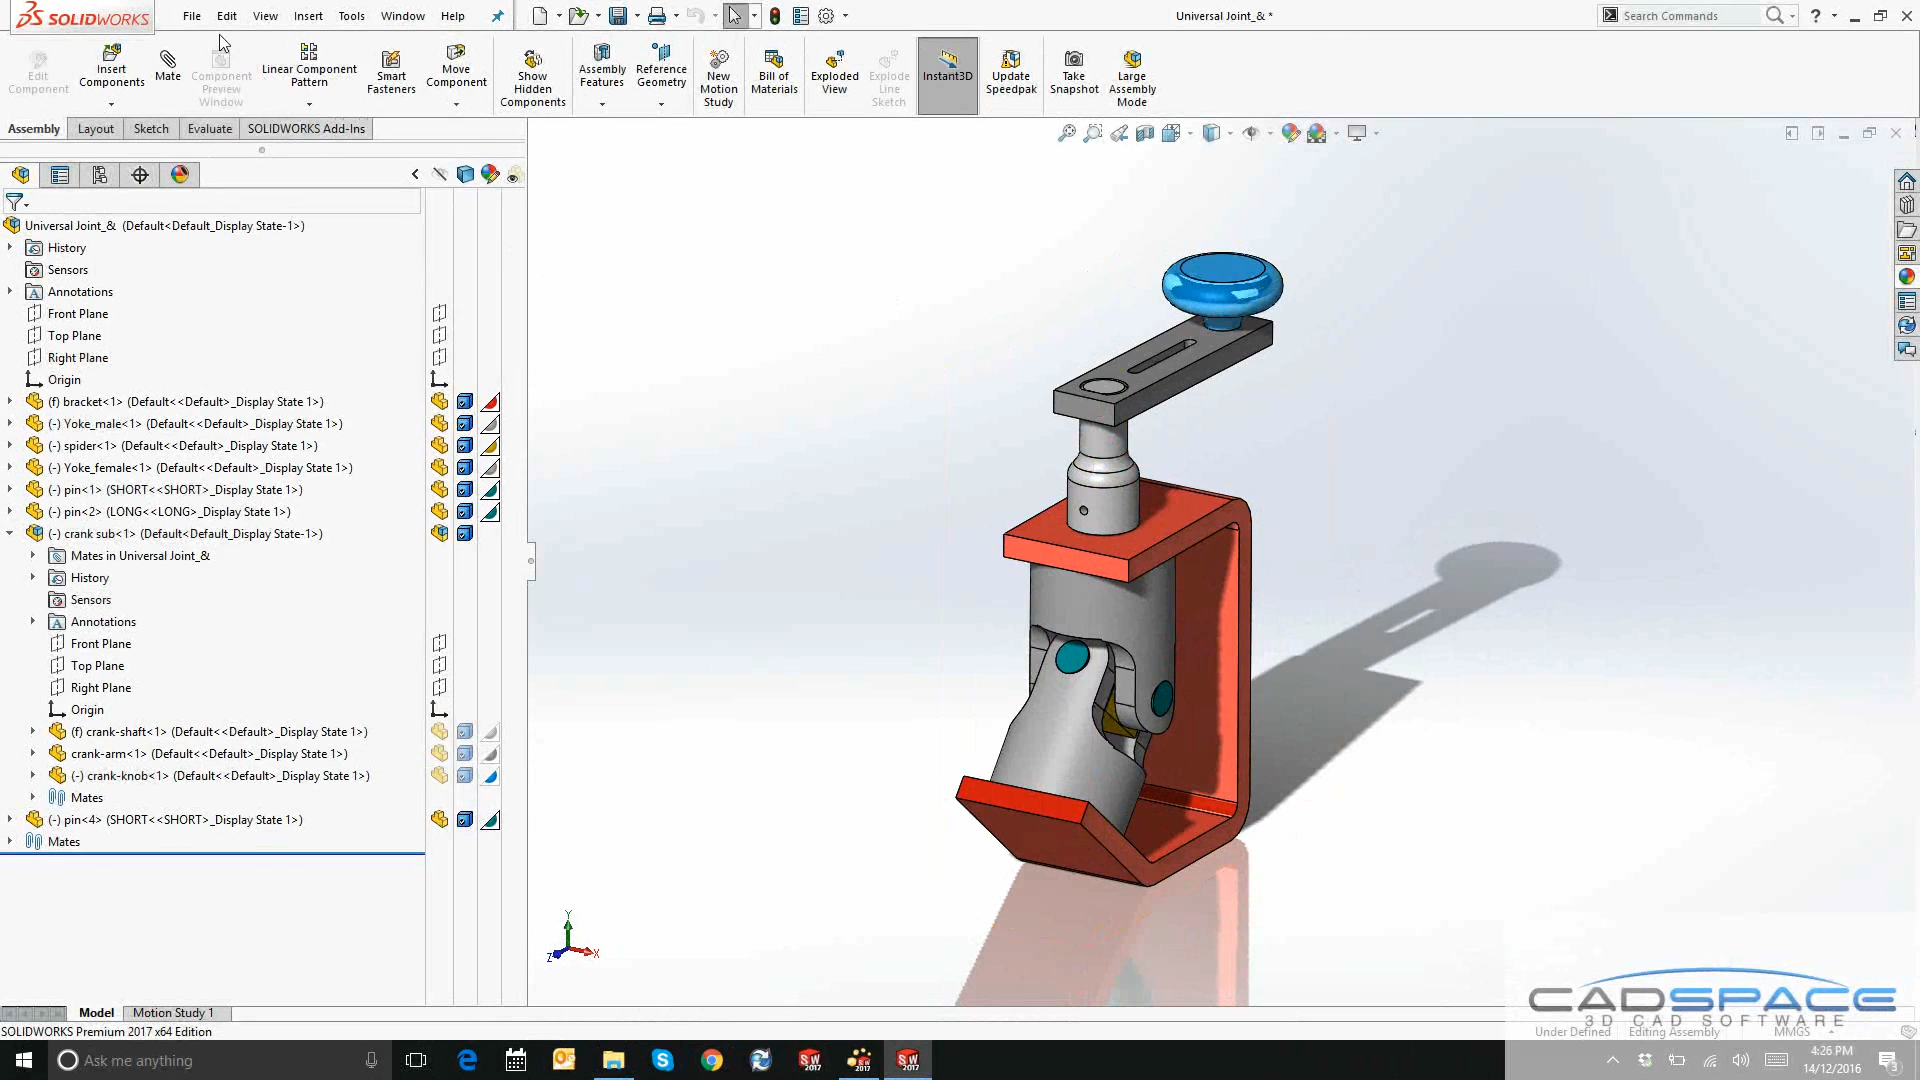 SOLIDWORKS
File Edit View Insert Tools Window Help
Universal Joint_& *
Search Commands
Edit Component
Insert Components
Mate
Component Preview Window
Linear Component Pattern
Smart Fasteners
Move Component
Show Hidden Components
Assembly Features
Reference Geometry
New Motion Study
Bill of Materials
Exploded View
Explode Line Sketch
Instant3D
Update Speedpak
Take Snapshot
Large Assembly Mode
Assembly Layout Sketch Evaluate SOLIDWORKS Add-Ins
Universal Joint_& (Default<Default_Display State-1>)
History
Sensors
Annotations
Front Plane
Top Plane
Right Plane
Origin
(f) bracket<1> (Default<<Default>_Display State 1>)
(-) Yoke_male<1> (Default<<Default>_Display State 1>)
(-) spider<1> (Default<<Default>_Display State 1>)
(-) Yoke_female<1> (Default<<Default>_Display State 1>)
(-) pin<1> (SHORT<<SHORT>_Display State 1>)
(-) pin<2> (LONG<<LONG>_Display State 1>)
(-) crank sub<1> (Default<Default_Display State-1>)
Mates in Universal Joint_&
History
Sensors
Annotations
Front Plane
Top Plane
Right Plane
Origin
(f) crank-shaft<1> (Default<<Default>_Display State 1>)
crank-arm<1> (Default<<Default>_Display State 1>)
(-) crank-knob<1> (Default<<Default>_Display State 1>)
Mates
(-) pin<4> (SHORT<<SHORT>_Display State 1>)
Mates
Y
X
Z
Model Motion Study 1
SOLIDWORKS Premium 2017 x64 Edition
CADSPACE
3D CAD SOFTWARE
Under Defined Editing Assembly MMGS
Ask me anything
4:26 PM
14/12/2016